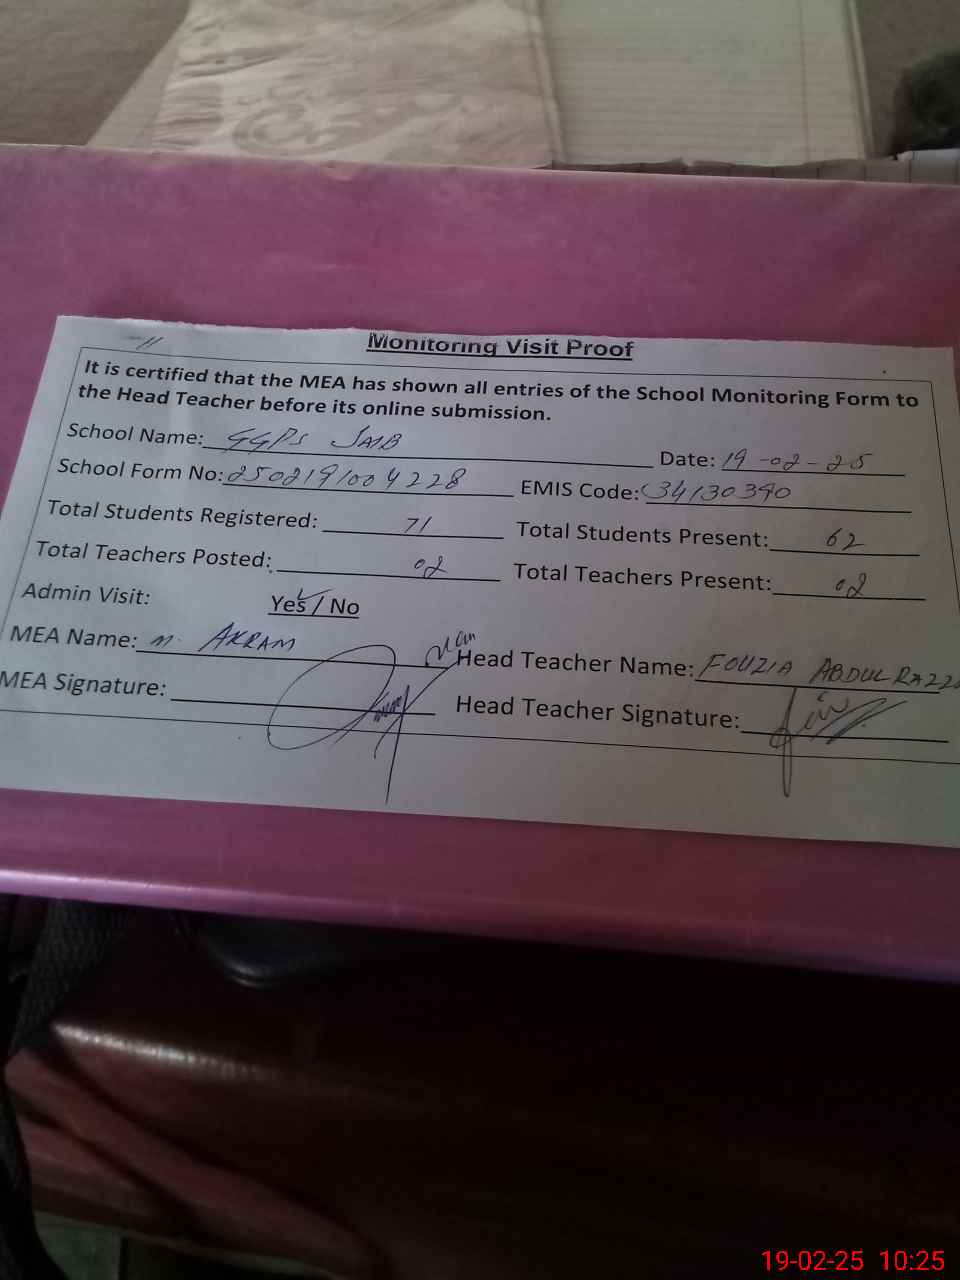 Monitoring Visit Proof
It is certified that the MEA has shown all entries of the School Monitoring Form to
the Head Teacher before its online submission.
School Name: GGPS JAIB Date: 19-02-25
School Form No: 2502191004228 EMIS Code: 34130390
Total Students Registered: 71 Total Students Present: 62
Total Teachers Posted: 02 Total Teachers Present: 02
Admin Visit: Yes / No
MEA Name: M. AKRAM Head Teacher Name: FOUZIA ABDUL RAZZ
MEA Signature: Head Teacher Signature:
19-02-25 10:25